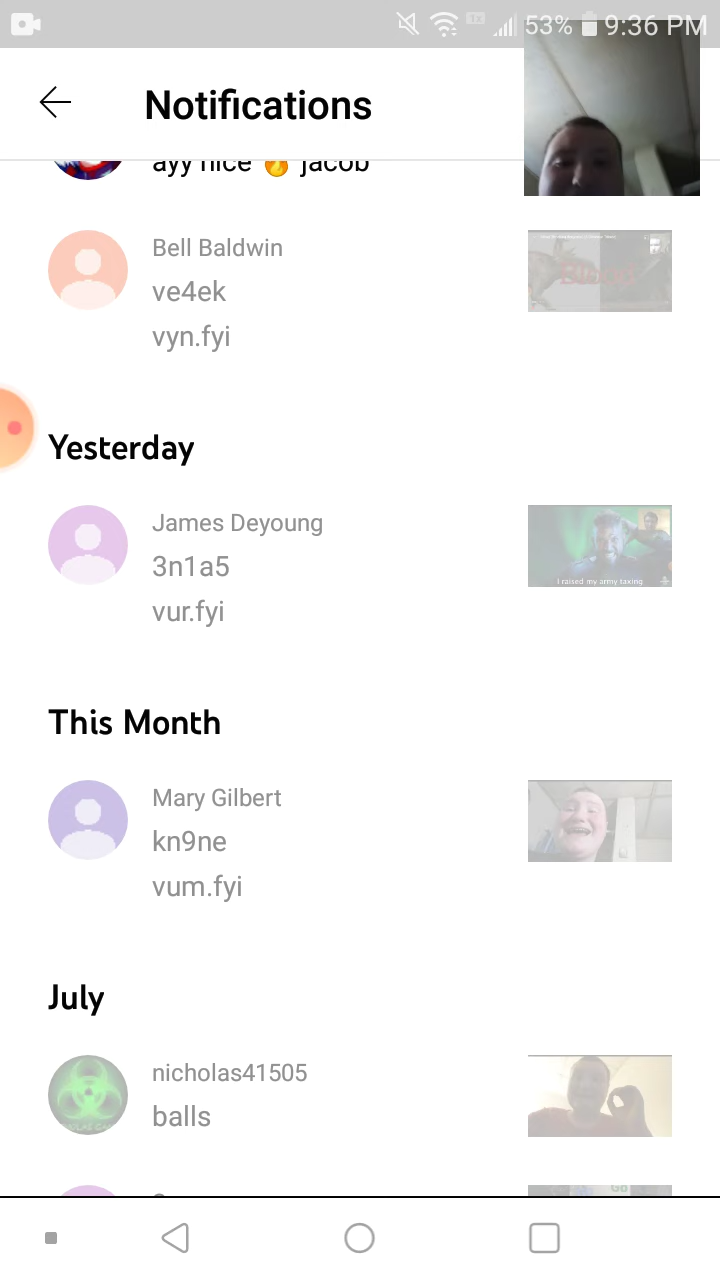 1x 53% 9:36 PM
Notifications
ayy nice 🔥 jacob
Bell Baldwin
ve4ek
vyn.fyi
Yesterday
James Deyoung
3n1a5
vur.fyi
I raised my army taxing
This Month
Mary Gilbert
kn9ne
vum.fyi
July
nicholas41505
balls